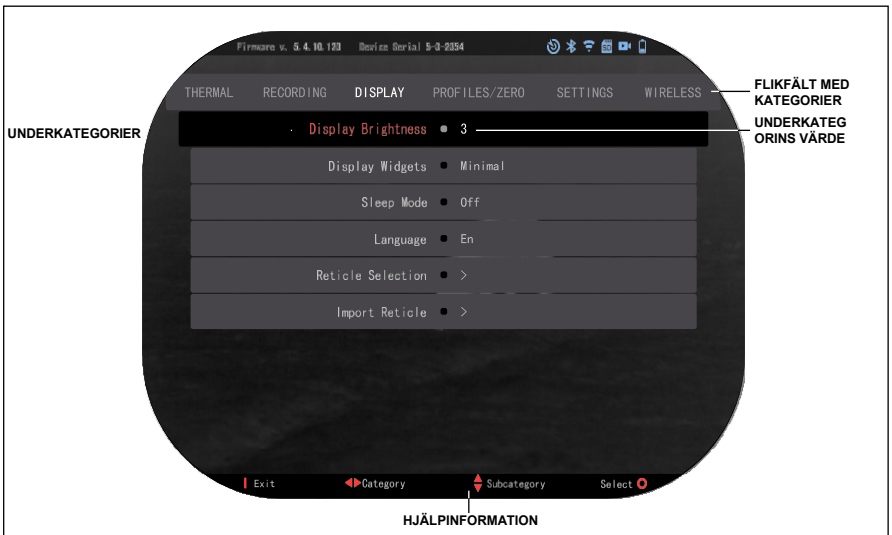 Firmware v. 5.4.10.123 Device Serial 5-0-2354
THERMAL RECORDING DISPLAY PROFILES/ZERO SETTINGS WIRELESS
FLIKFÄLT MED
KATEGORIER
UNDERKATEGORIER
Display Brightness 3
UNDERKATEG
ORINS VÄRDE
Display Widgets Minimal
Sleep Mode Off
Language En
Reticle Selection >
Import Reticle >
Exit Category Subcategory Select
HJÄLPINFORMATION